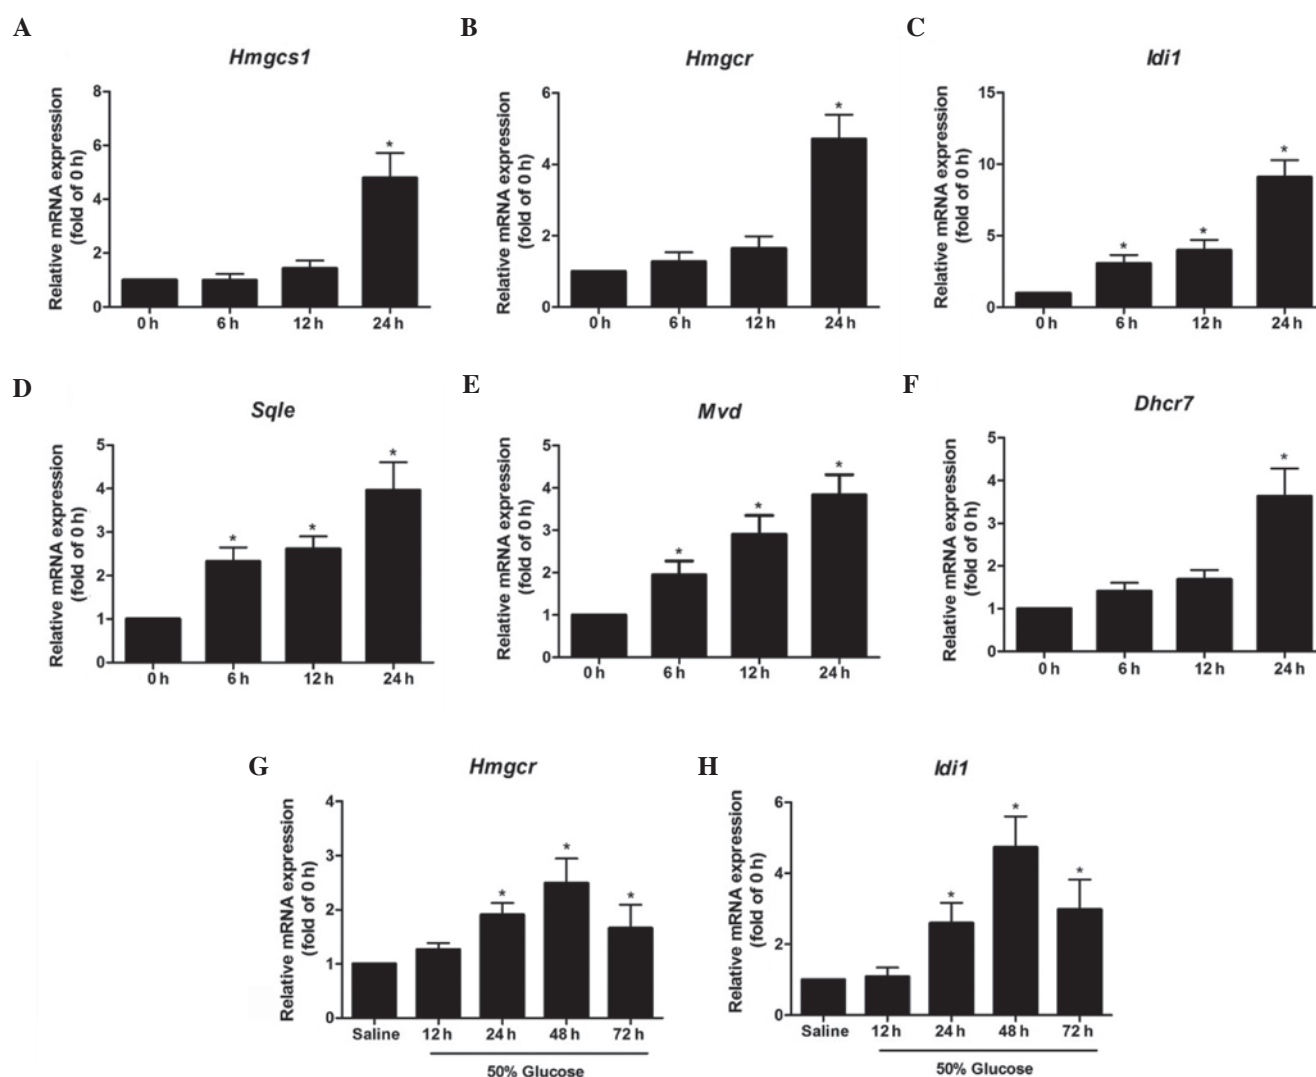 A
Hmgcs1
Relative mRNA expression
(fold of 0 h)
8
6
4
2
0
0 h 6 h 12 h 24 h
*
B
Hmgcr
Relative mRNA expression
(fold of 0 h)
6
4
2
0
0 h 6 h 12 h 24 h
*
C
Idi1
Relative mRNA expression
(fold of 0 h)
15
10
5
0
0 h 6 h 12 h 24 h
* * *
D
Sqle
Relative mRNA expression
(fold of 0 h)
5
4
3
2
1
0
0 h 6 h 12 h 24 h
* * *
E
Mvd
Relative mRNA expression
(fold of 0 h)
5
4
3
2
1
0
0 h 6 h 12 h 24 h
* * *
F
Dhcr7
Relative mRNA expression
(fold of 0 h)
5
4
3
2
1
0
0 h 6 h 12 h 24 h
*
G
Hmgcr
Relative mRNA expression
(fold of 0 h)
4
3
2
1
0
Saline 12 h 24 h 48 h 72 h
* * *
50% Glucose
H
Idi1
Relative mRNA expression
(fold of 0 h)
6
4
2
0
Saline 12 h 24 h 48 h 72 h
* * *
50% Glucose